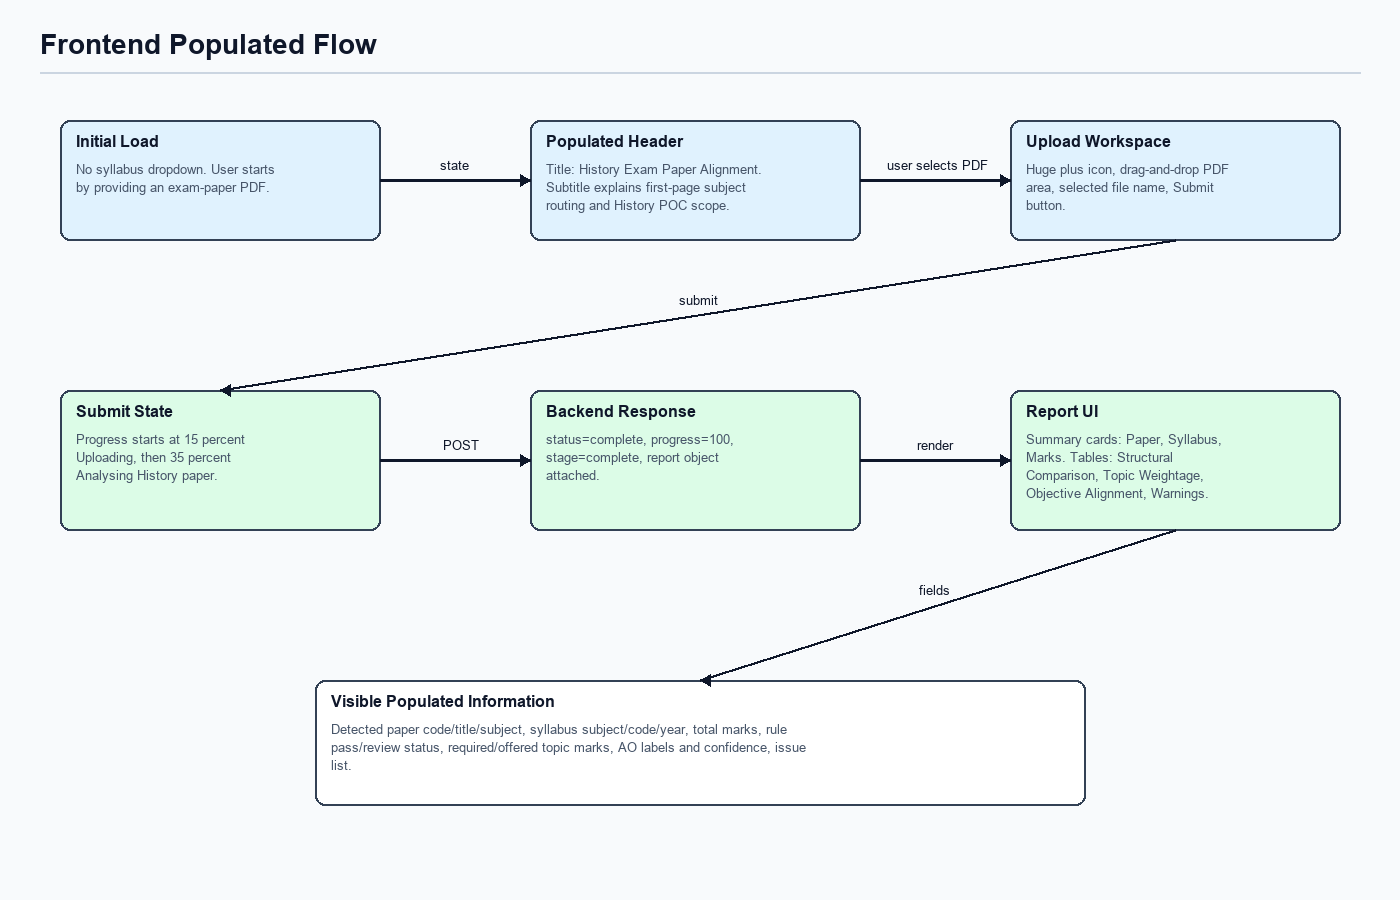 Frontend Populated Flow
Initial Load
No syllabus dropdown. User starts
by providing an exam-paper PDF.
state
Populated Header
Title: History Exam Paper Alignment.
Subtitle explains first-page subject
routing and History POC scope.
user selects PDF
Upload Workspace
Huge plus icon, drag-and-drop PDF
area, selected file name, Submit
button.
submit
Submit State
Progress starts at 15 percent
Uploading, then 35 percent
Analysing History paper.
POST
Backend Response
status=complete, progress=100,
stage=complete, report object
attached.
render
Report UI
Summary cards: Paper, Syllabus,
Marks. Tables: Structural
Comparison, Topic Weightage,
Objective Alignment, Warnings.
fields
Visible Populated Information
Detected paper code/title/subject, syllabus subject/code/year, total marks, rule
pass/review status, required/offered topic marks, AO labels and confidence, issue
list.